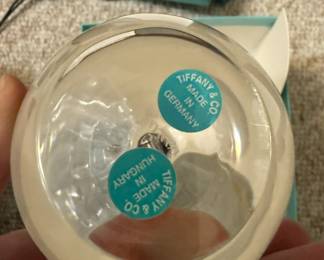 TIFFANY & CO.
MADE
IN
GERMANY
TIFFANY & CO.
MADE
IN
HUNGARY